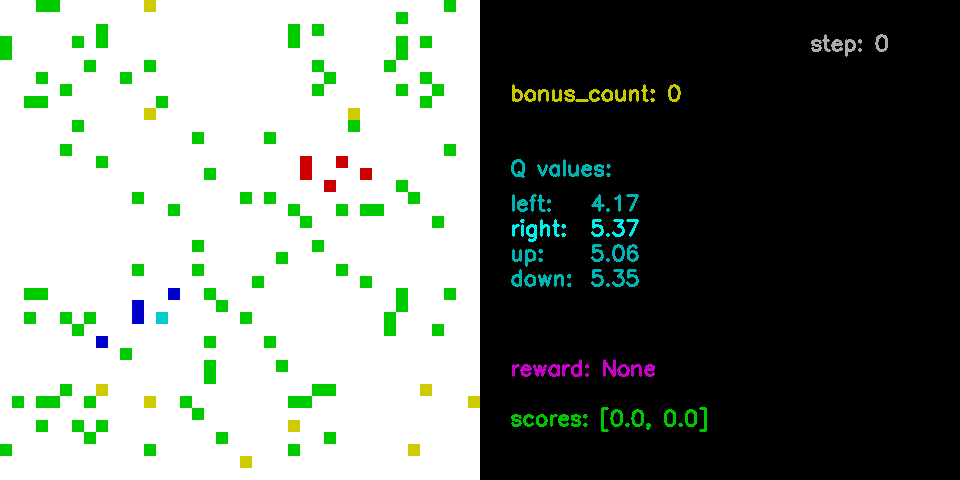 step: 0
bonus_count: 0
Q values:
left: 4.17
right: 5.37
up: 5.06
down: 5.35
reward: None
scores: [0.0, 0.0]